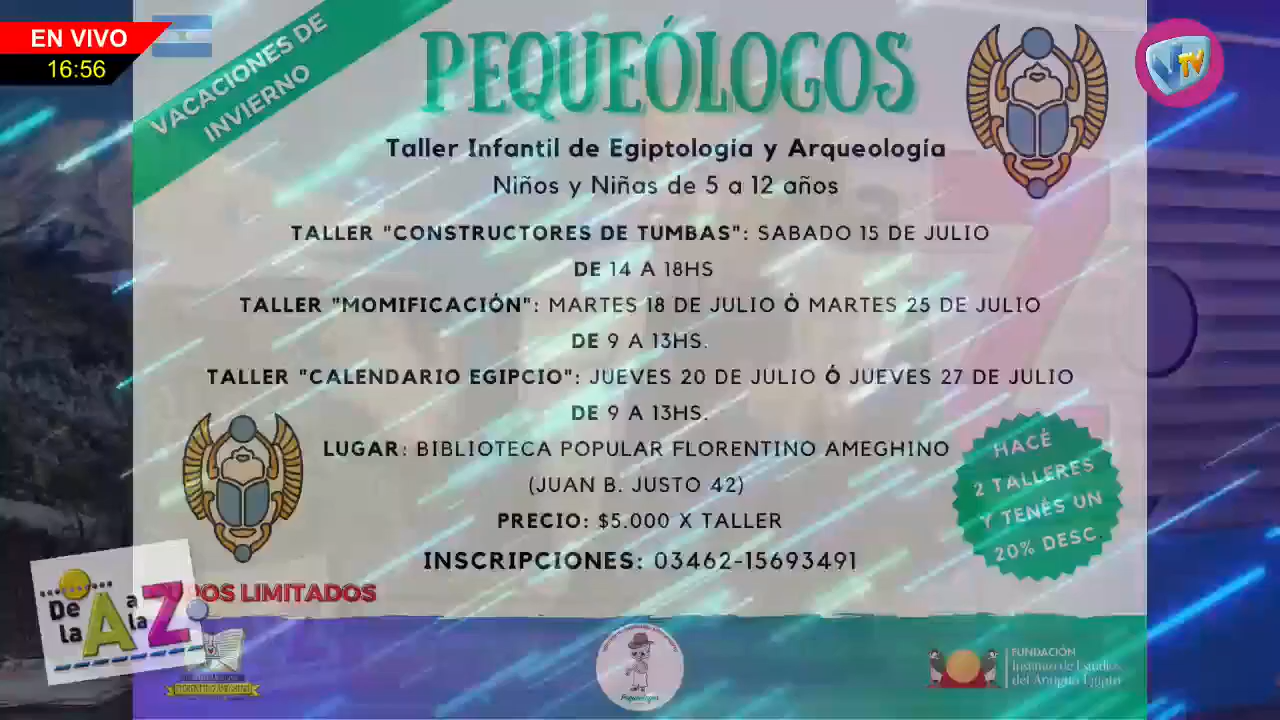 EN VIVO
16:56
VACACIONES DE
INVIERNO
PEQUEÓLOGOS
TV
Taller Infantil de Egiptología y Arqueología
Niños y Niñas de 5 a 12 años
TALLER "CONSTRUCTORES DE TUMBAS": SABADO 15 DE JULIO
DE 14 A 18HS
TALLER "MOMIFICACIÓN": MARTES 18 DE JULIO Ó MARTES 25 DE JULIO
DE 9 A 13HS.
TALLER "CALENDARIO EGIPCIO": JUEVES 20 DE JULIO Ó JUEVES 27 DE JULIO
DE 9 A 13HS.
LUGAR: BIBLIOTECA POPULAR FLORENTINO AMEGHINO
(JUAN B. JUSTO 42)
PRECIO: $5.000 X TALLER
INSCRIPCIONES: 03462-15693491
HACÉ
2 TALLERES
Y TENÉS UN
20% DESC.
LIMITADOS
De la A a la Z
Pequeólogos
FUNDACIÓN
Instituto de Estudios
del Antiguo Egipto